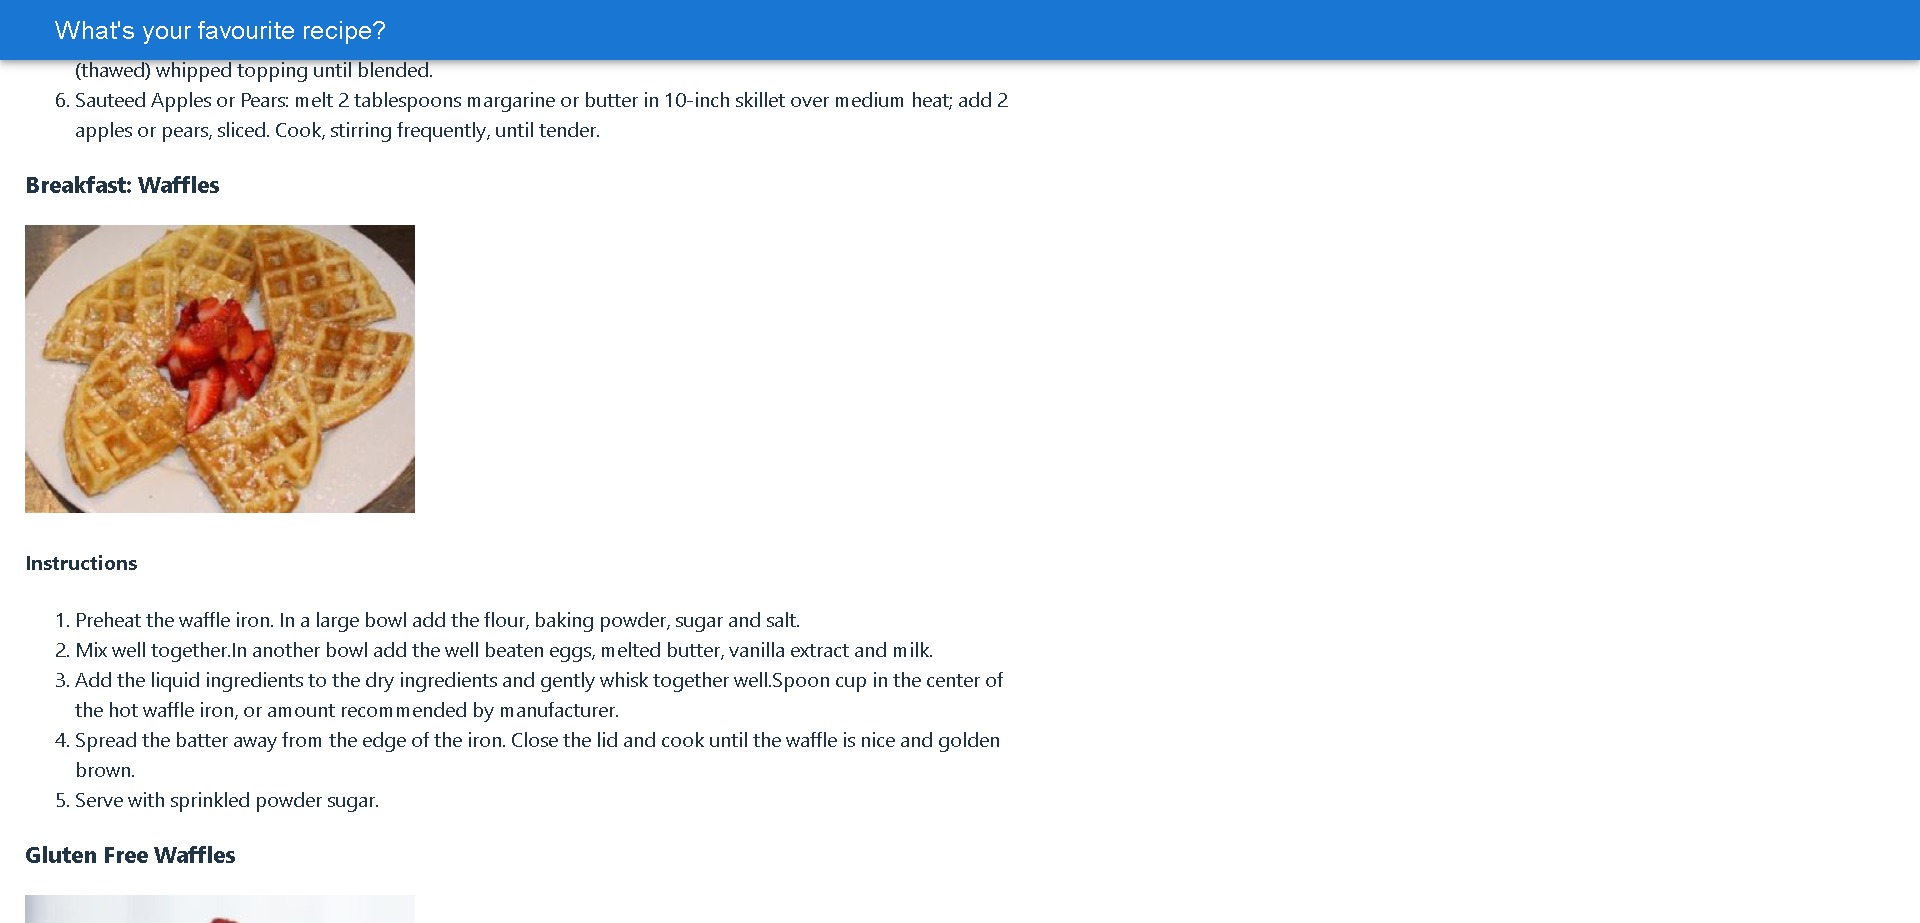 What's your favourite recipe?
(thawed) whipped topping until blended.
6. Sauteed Apples or Pears: melt 2 tablespoons margarine or butter in 10-inch skillet over medium heat; add 2
apples or pears, sliced. Cook, stirring frequently, until tender.
Breakfast: Waffles
Instructions
1. Preheat the waffle iron. In a large bowl add the flour, baking powder, sugar and salt.
2. Mix well together.In another bowl add the well beaten eggs, melted butter, vanilla extract and milk.
3. Add the liquid ingredients to the dry ingredients and gently whisk together well.Spoon cup in the center of
the hot waffle iron, or amount recommended by manufacturer.
4. Spread the batter away from the edge of the iron. Close the lid and cook until the waffle is nice and golden
brown.
5. Serve with sprinkled powder sugar.
Gluten Free Waffles